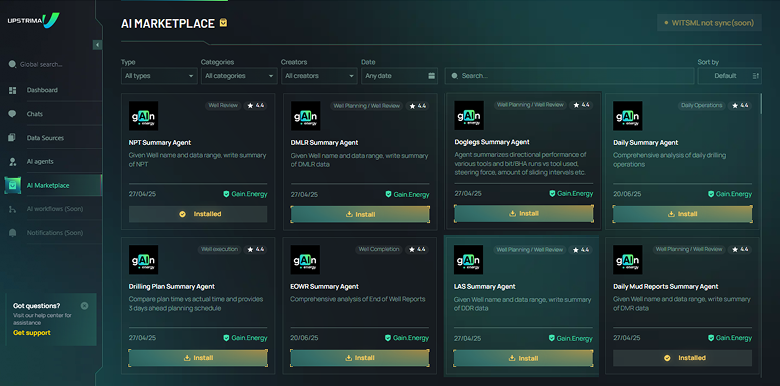 UPSTRIMA
AI MARKETPLACE
WITSML not sync(soon)
Global search...
Dashboard
Chats
Data Sources
AI agents
AI Marketplace
AI workflows (Soon)
Notifications (Soon)
Got questions?
Visit our help center for
assistance
Get support
Type
Categories
Creators
Date
Sort by
All types
All categories
All creators
Any date
Search...
Default
gAIn
energy
Well Review
4.4
NPT Summary Agent
Given Well name and data range, write summary
of NPT
27/04/25
Gain.Energy
Installed
gAIn
energy
Well Planning / Well Review
4.4
DMLR Summary Agent
Given Well name and data range, write summary
of DMLR data
27/04/25
Gain.Energy
Install
gAIn
energy
Well Planning / Well Review
4.4
Doglegs Summary Agent
Agent summarizes directional performance of
various tools and bit/BHA runs vs tool used,
steering force, amount of sliding intervals etc.
27/04/25
Gain.Energy
Install
gAIn
energy
Daily Operations
4.4
Daily Summary Agent
Comprehensive analysis of daily drilling
operations
20/06/25
Gain.Energy
Install
gAIn
energy
Well execution
4.4
Drilling Plan Summary Agent
Compare plan time vs actual time and provides
3 days ahead planning schedule
27/04/25
Gain.Energy
Install
gAIn
energy
Well Completion
4.4
EOWR Summary Agent
Comprehensive analysis of End of Well Reports
20/06/25
Gain.Energy
Install
gAIn
energy
Well Planning / Well Review
4.4
LAS Summary Agent
Given Well name and data range, write summary
of DDR data
27/04/25
Gain.Energy
Install
gAIn
energy
Well Planning / Well Review
4.4
Daily Mud Reports Summary Agent
Given Well name and data range, write summary
of DMR data
27/04/25
Gain.Energy
Installed